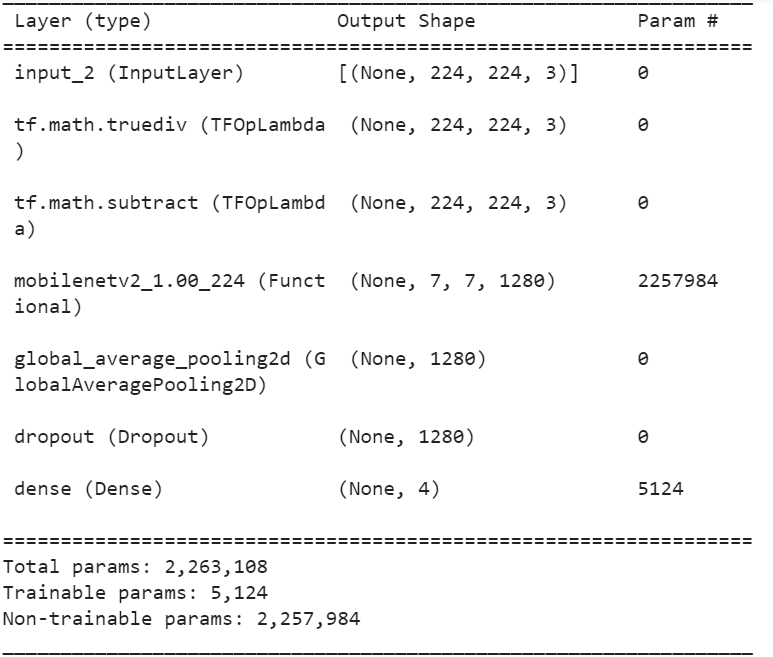 Layer (type) Output Shape Param #
=================================================================
input_2 (InputLayer) [(None, 224, 224, 3)] 0
tf.math.truediv (TFOpLambda (None, 224, 224, 3) 0
)
tf.math.subtract (TFOpLambd (None, 224, 224, 3) 0
a)
mobilenetv2_1.00_224 (Funct (None, 7, 7, 1280) 2257984
ional)
global_average_pooling2d (G (None, 1280) 0
lobalAveragePooling2D)
dropout (Dropout) (None, 1280) 0
dense (Dense) (None, 4) 5124
=================================================================
Total params: 2,263,108
Trainable params: 5,124
Non-trainable params: 2,257,984